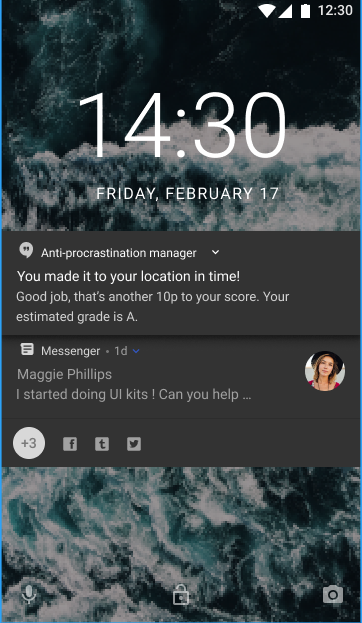 12:30
14:30
FRIDAY, FEBRUARY 17
Anti-procrastination manager
You made it to your location in time!
Good job, that's another 10p to your score. Your
estimated grade is A.
Messenger • 1d
Maggie Phillips
I started doing UI kits ! Can you help ...
+3